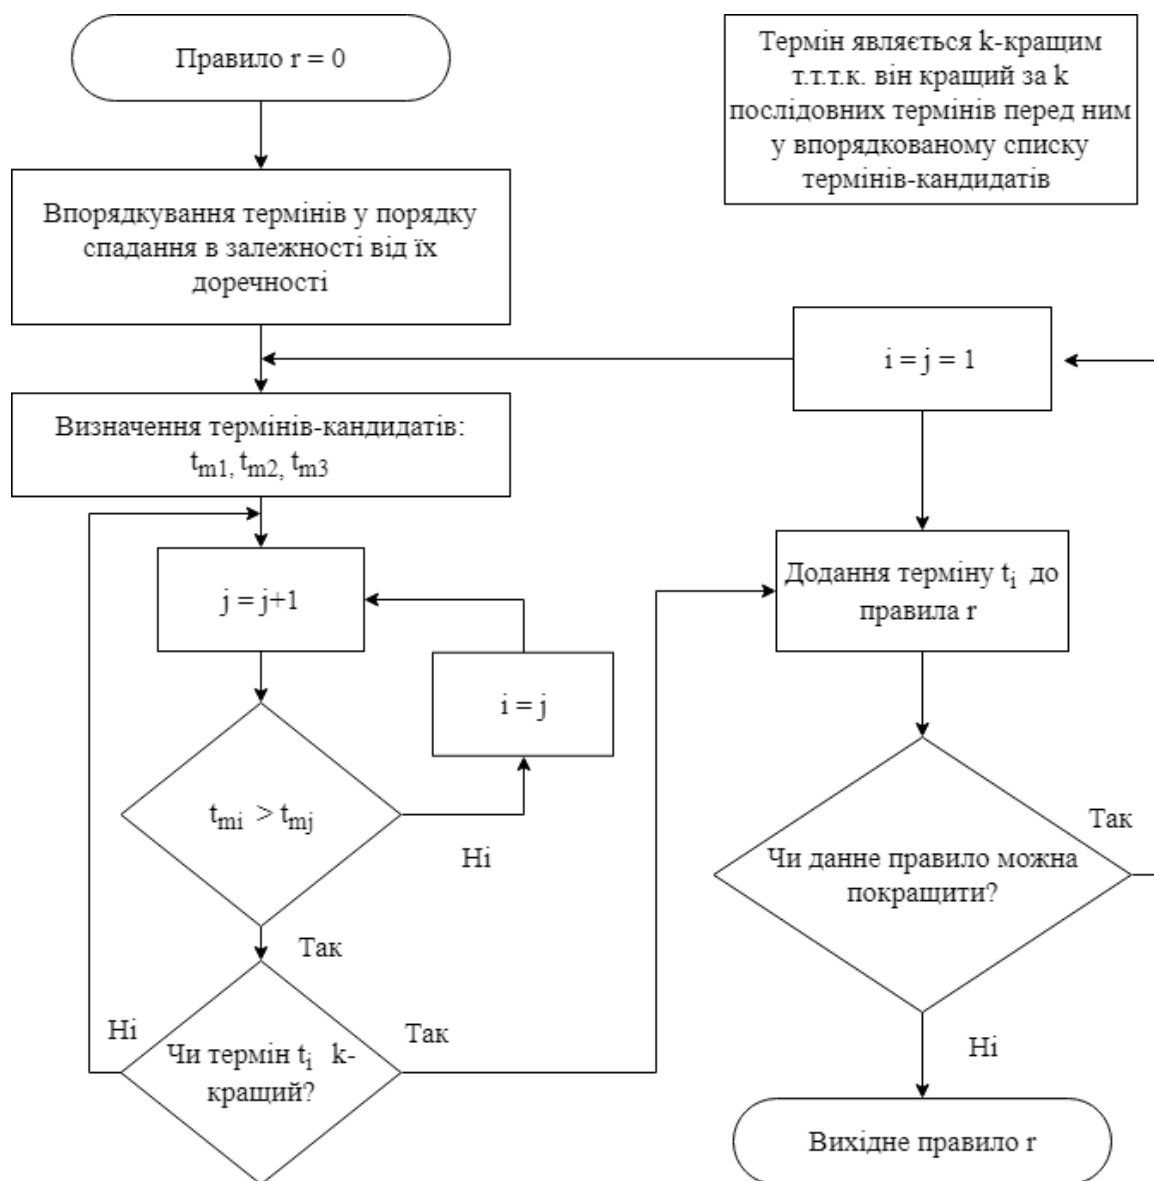 Правило r = 0
Термін являється k-кращим
т.т.т.к. він кращий за k
послідовних термінів перед ним
у впорядкованому списку
термінів-кандидатів
Впорядкування термінів у порядку
спадання в залежності від їх
доречності
i = j = 1
Визначення термінів-кандидатів:
tm1, tm2, tm3
j = j+1
Додання терміну ti до
правила r
i = j
tmi > tmj
Ні
Так
Чи данне правило можна
покращити?
Так
Ні
Так
Чи термін ti k-
кращий?
Ні
Вихідне правило r